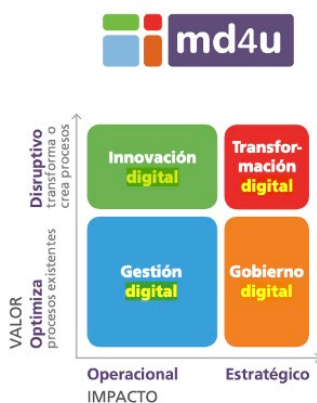 md4u
Disruptivo
transforma o
crea procesos
Innovación
digital
Transfor-
mación
digital
VALOR
Optimiza
procesos existentes
Gestión
digital
Gobierno
digital
Operacional
Estratégico
IMPACTO